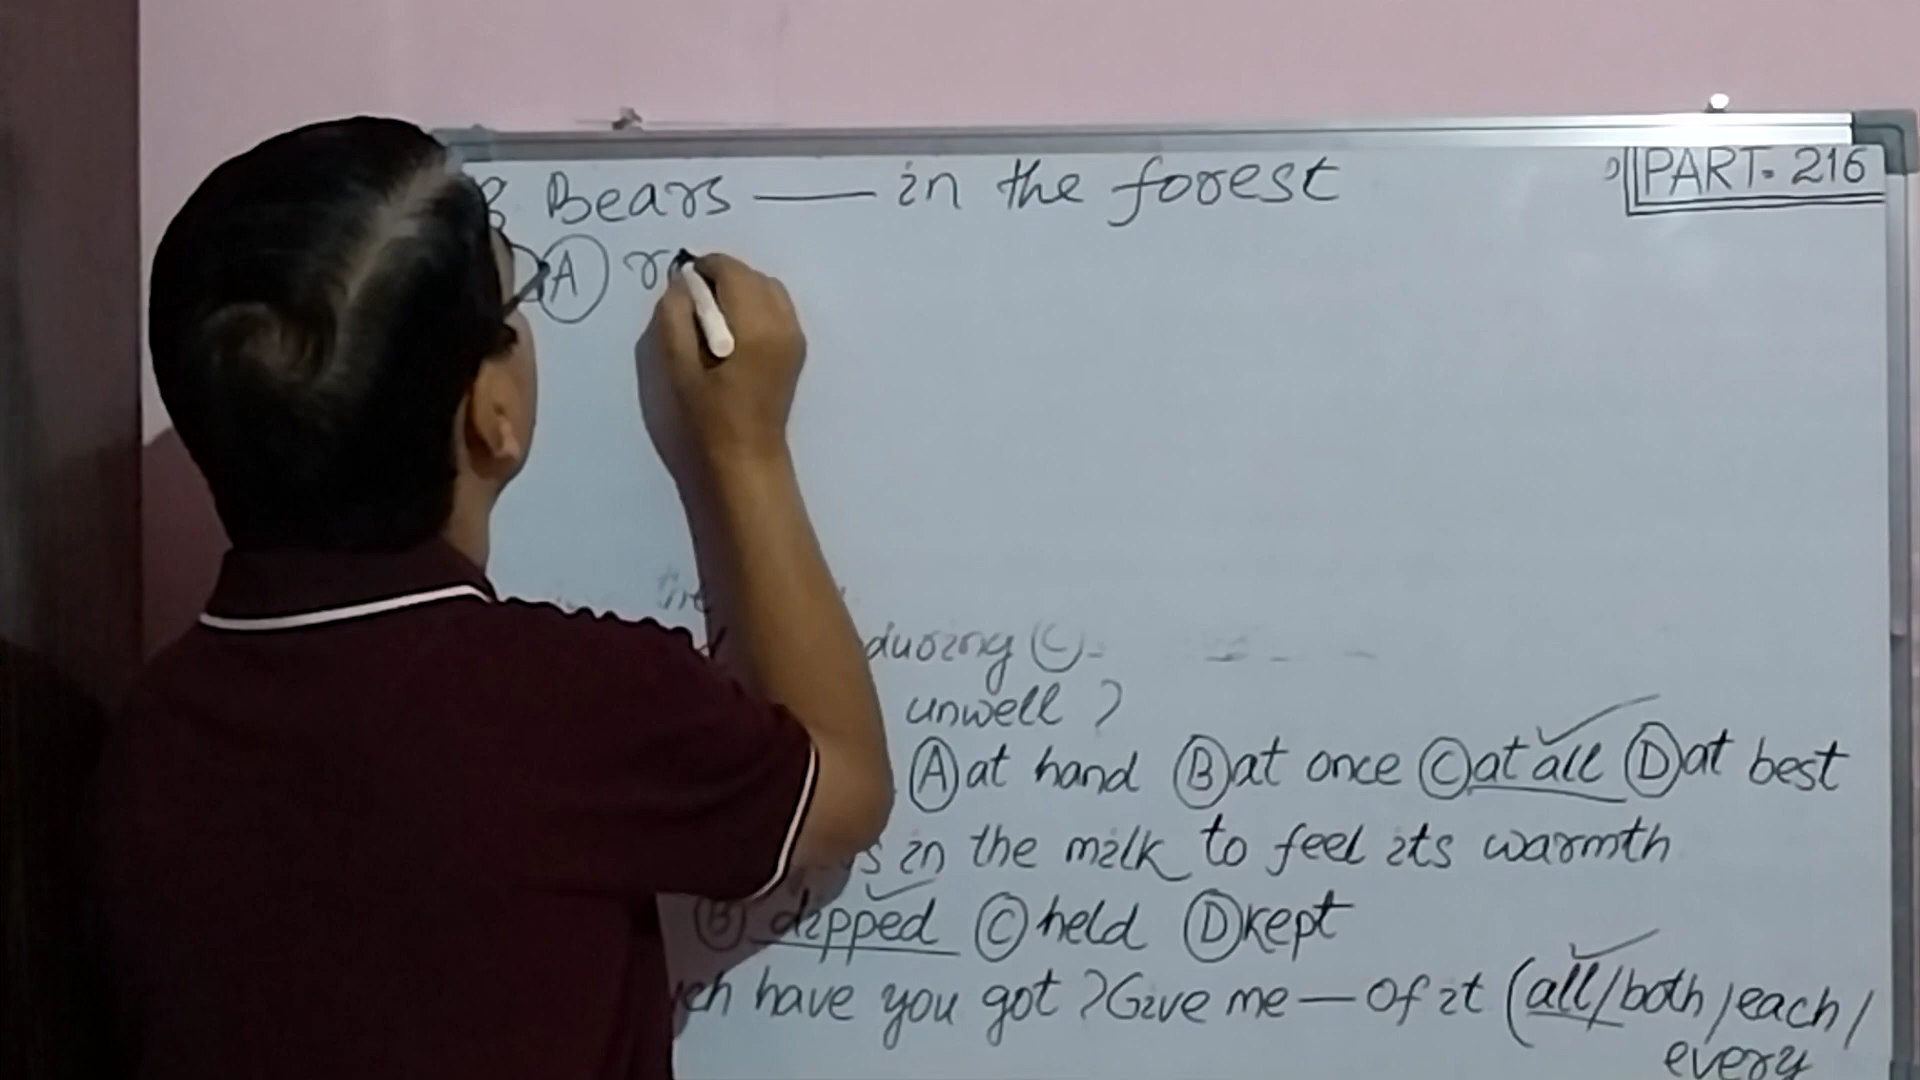 PART. 216
Bears — in the forest
(A)
during (C)
unwell ?
(A) at hand (B) at once (C) at all (D) at best
in the milk to feel its warmth
(B) dipped (C) held (D) kept
have you got ? Give me — of it (all/both/each/
every